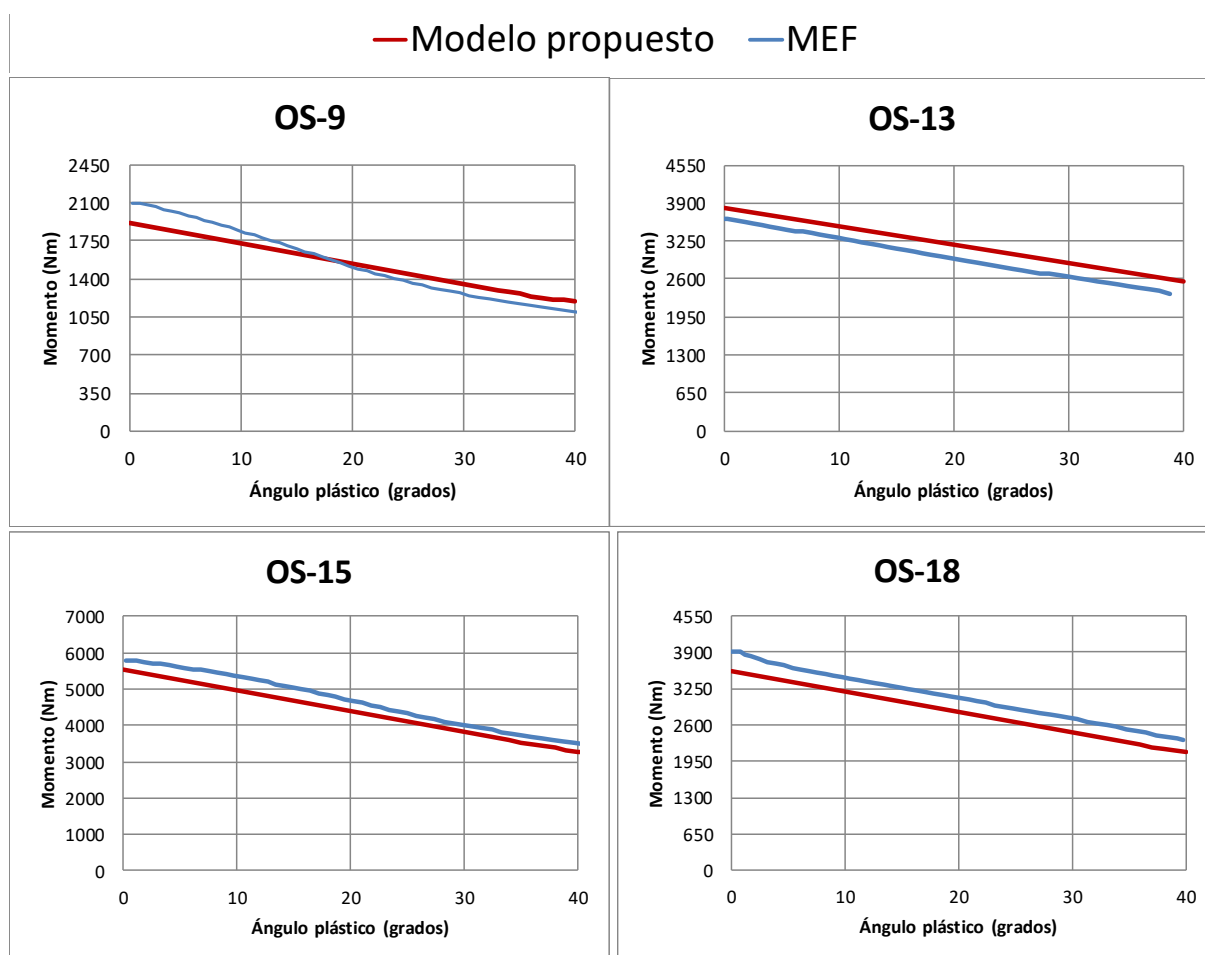 Modelo propuesto MEF
OS-9
2450
2100
1750
1400
1050
700
350
0
Momento (Nm)
0 10 20 30 40
Ángulo plástico (grados)
OS-13
4550
3900
3250
2600
1950
1300
650
0
Momento (Nm)
0 10 20 30 40
Ángulo plástico (grados)
OS-15
7000
6000
5000
4000
3000
2000
1000
0
Momento (Nm)
0 10 20 30 40
Ángulo plástico (grados)
OS-18
4550
3900
3250
2600
1950
1300
650
0
Momento (Nm)
0 10 20 30 40
Ángulo plástico (grados)